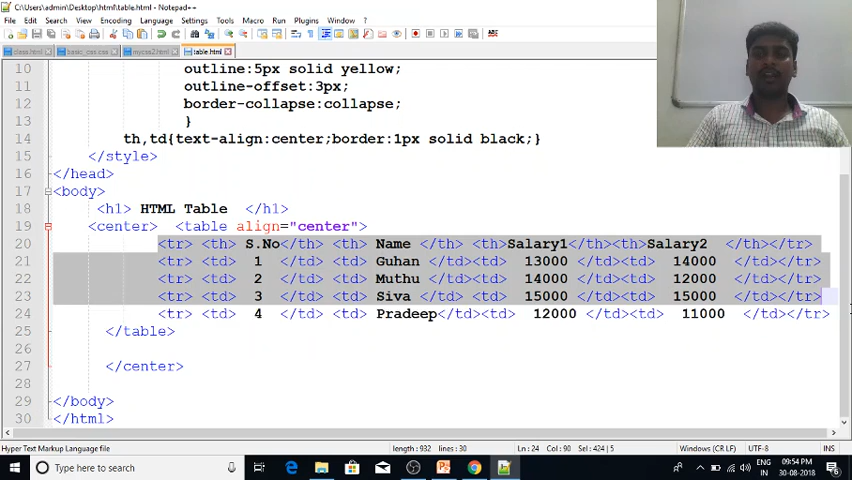 C:\Users\admin\Desktop\html\table.html - Notepad++
File Edit Search View Encoding Language Settings Tools Macro Run Plugins Window ?
class.html basic_css.css mycss2.html table.html
10 outline:5px solid yellow;
11 outline-offset:3px;
12 border-collapse:collapse;
13 }
14 th,td{text-align:center;border:1px solid black;}
15 </style>
16 </head>
17 <body>
18 <h1> HTML Table </h1>
19 <center> <table align="center">
20 <tr> <th> S.No</th> <th> Name </th> <th>Salary1</th><th>Salary2 </th></tr>
21 <tr> <td> 1 </td> <td> Guhan </td> <td> 13000 </td><td> 14000 </td></tr>
22 <tr> <td> 2 </td> <td> Muthu </td> <td> 14000 </td><td> 12000 </td></tr>
23 <tr> <td> 3 </td> <td> Siva </td> <td> 15000 </td><td> 15000 </td></tr>
24 <tr> <td> 4 </td> <td> Pradeep</td><td> 12000 </td><td> 11000 </td></tr>
25 </table>
26
27 </center>
28
29 </body>
30 </html>
Hyper Text Markup Language file length : 932 lines : 30 Ln : 24 Col : 90 Sel : 424 | 5 Windows (CR LF) UTF-8 INS
Type here to search ENG IN 09:54 PM 30-08-2018 6